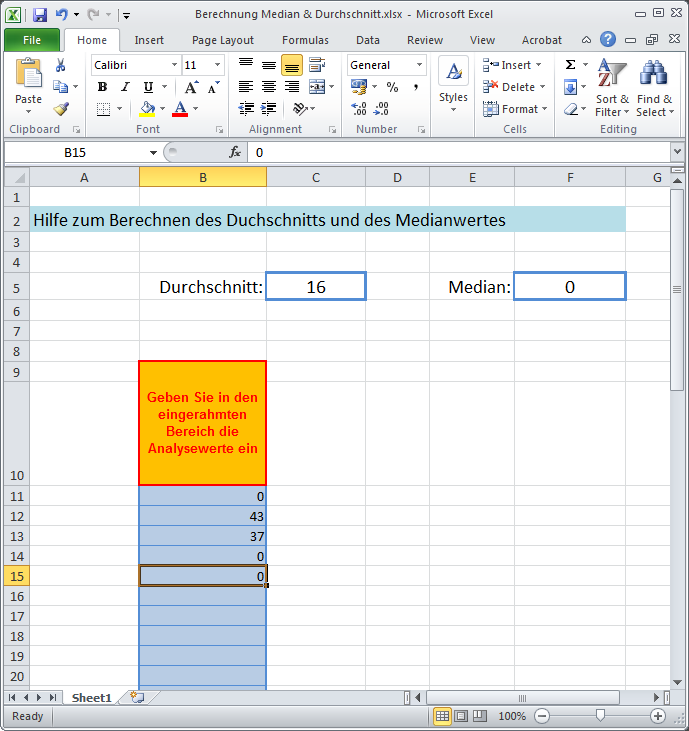 Berechnung Median & Durchschnitt.xlsx - Microsoft Excel
File Home Insert Page Layout Formulas Data Review View Acrobat
Paste
Clipboard
Calibri 11
B I U A A
Font
Alignment
General
% ,
Number
Styles
Insert
Delete
Format
Cells
Sort & Filter
Find & Select
Editing
B15 fx 0
A B C D E F G
1
2 Hilfe zum Berechnen des Duchschnitts und des Medianwertes
3
4
5 Durchschnitt: 16 Median: 0
6
7
8
9
Geben Sie in den
eingerahmten
Bereich die
Analysewerte ein
10
11 0
12 43
13 37
14 0
15 0
16
17
18
19
20
Sheet1
Ready 100%